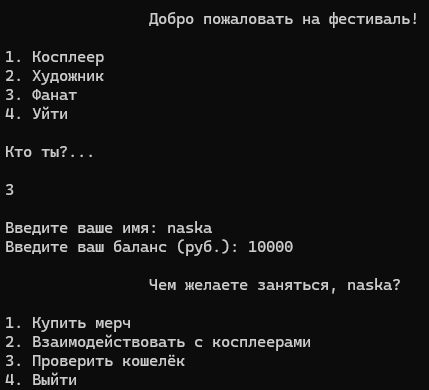 Добро пожаловать на фестиваль!
1. Косплеер
2. Художник
3. Фанат
4. Уйти
Кто ты?...
3
Введите ваше имя: naska
Введите ваш баланс (руб.): 10000
Чем желаете заняться, naska?
1. Купить мерч
2. Взаимодействовать с косплеерами
3. Проверить кошелёк
4. Выйти